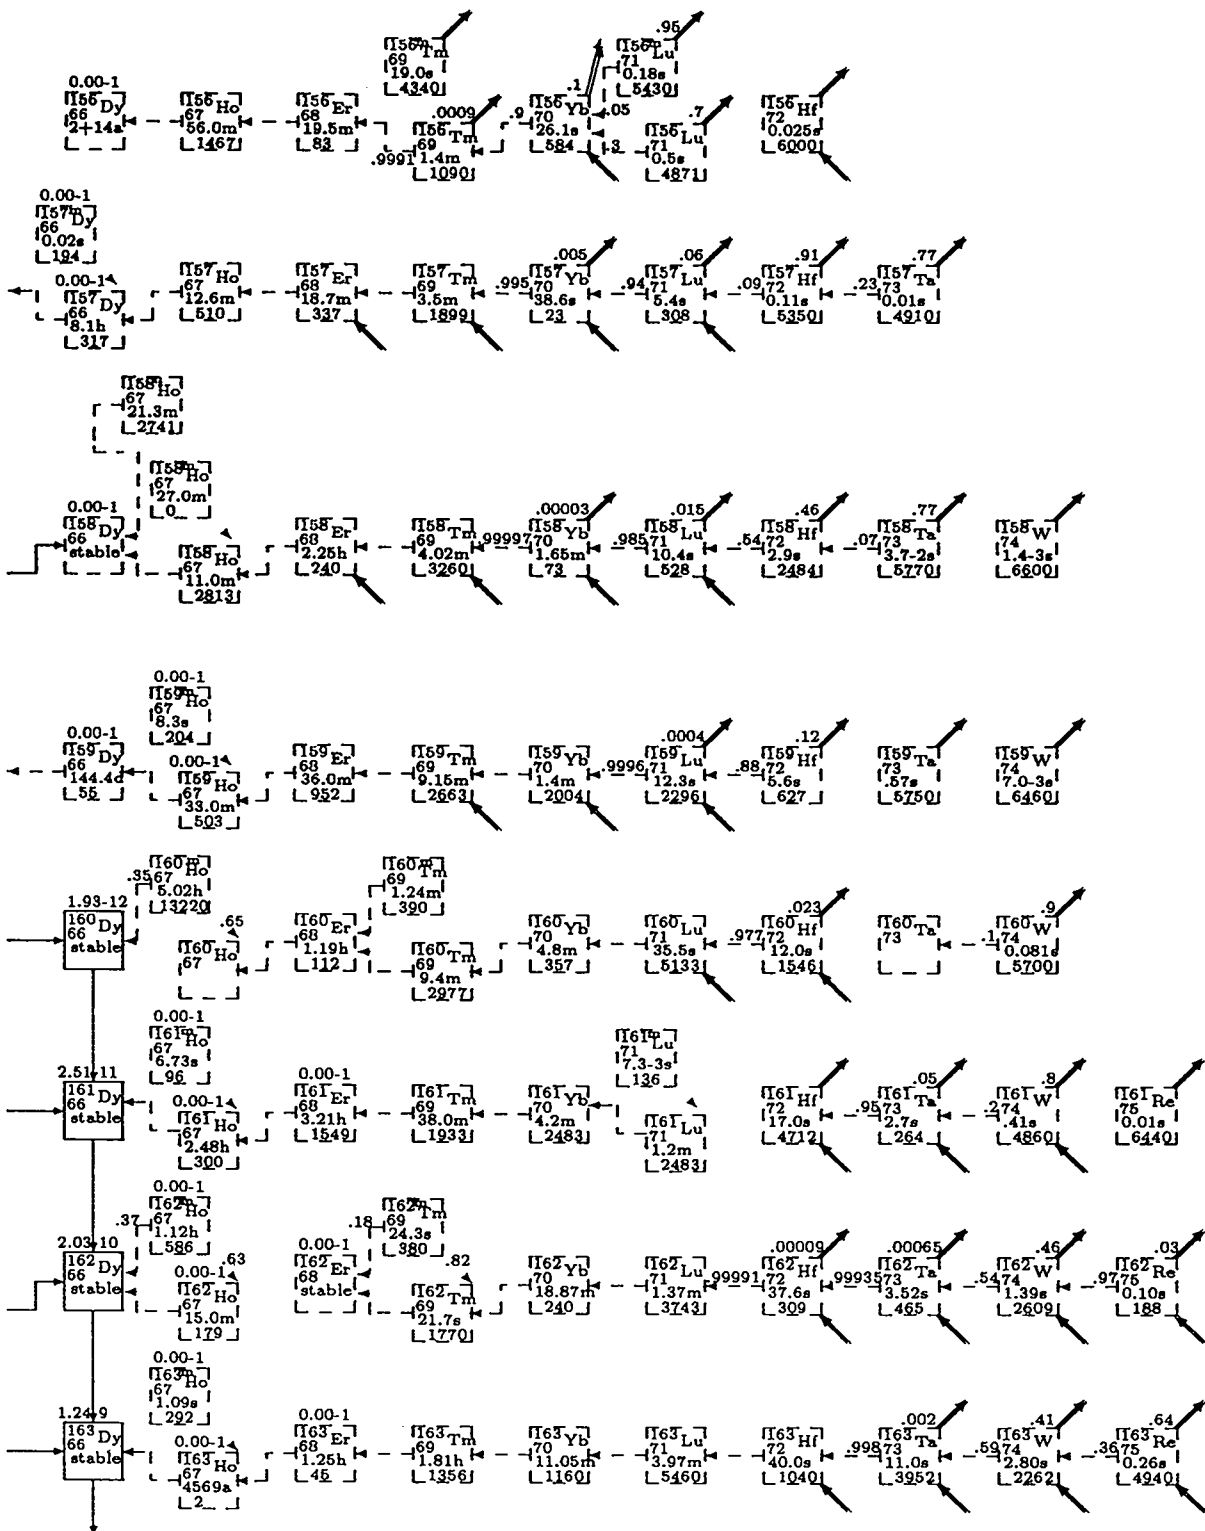 .95
156m Tm
69
19.0s
4340
156m Lu
71
0.18s
5430
0.00-1
156 Dy
66
2+14a
156 Ho
67
56.0m
1467
156 Er
68
19.5m
83
.9991
.0009
156 Tm
69
1.4m
1090
.9
.1
156 Yb
70
26.1s
584
.05
.3
.7
156 Lu
71
0.5s
4871
156 Hf
72
0.025s
6000
0.00-1
157m Dy
66
0.02s
194
0.00-1
157 Dy
66
8.1h
317
157 Ho
67
12.6m
510
157 Er
68
18.7m
337
157 Tm
69
3.5m
1899
.995
.005
157 Yb
70
38.6s
23
.94
.06
157 Lu
71
5.4s
308
.09
.91
157 Hf
72
0.11s
5350
.23
.77
157 Ta
73
0.01s
4910
158m Ho
67
21.3m
2741
158m Ho
67
27.0m
0
0.00-1
158 Dy
66
stable
158 Ho
67
11.0m
2813
158 Er
68
2.25h
240
158 Tm
69
4.02m
3260
.99997
.00003
158 Yb
70
1.65m
73
.985
.015
158 Lu
71
10.4s
528
.54
.46
158 Hf
72
2.9s
2484
.07
.77
158 Ta
73
3.7-2s
5770
158 W
74
1.4-3s
6600
0.00-1
159m Ho
67
8.3s
204
0.00-1
159 Dy
66
144.4d
55
0.00-1
159 Ho
67
33.0m
503
159 Er
68
36.0m
952
159 Tm
69
9.15m
2663
159 Yb
70
1.4m
2004
.9996
.0004
159 Lu
71
12.3s
2296
.88
.12
159 Hf
72
5.6s
627
159 Ta
73
.57s
5750
159 W
74
7.0-3s
6460
.35
160m Ho
67
5.02h
13220
160m Tm
69
1.24m
390
1.93-12
160 Dy
66
stable
.65
160 Ho
67
160 Er
68
1.19h
112
160 Tm
69
9.4m
2977
160 Yb
70
4.8m
357
160 Lu
71
35.5s
5133
.977
.023
160 Hf
72
12.0s
1546
160 Ta
73
.1
.9
160 W
74
0.081s
5700
0.00-1
161m Ho
67
6.73s
96
161m Lu
71
7.3-3s
136
2.51-11
161 Dy
66
stable
0.00-1
161 Ho
67
2.48h
300
0.00-1
161 Er
68
3.21h
1549
161 Tm
69
38.0m
1933
161 Yb
70
4.2m
2483
161 Lu
71
1.2m
2483
161 Hf
72
17.0s
4712
.95
.05
161 Ta
73
2.7s
264
.2
.8
161 W
74
.41s
4860
161 Re
75
0.01s
6440
0.00-1
.37
162m Ho
67
1.12h
586
.18
162m Tm
69
24.3s
380
2.03-10
162 Dy
66
stable
0.00-1
.63
162 Ho
67
15.0m
179
0.00-1
162 Er
68
stable
.82
162 Tm
69
21.7s
1770
162 Yb
70
18.87m
240
162 Lu
71
1.37m
3743
.99991
.00009
162 Hf
72
37.6s
309
.99935
.00065
162 Ta
73
3.52s
465
.54
.46
162 W
74
1.39s
2609
.97
.03
162 Re
75
0.10s
188
0.00-1
163m Ho
67
1.09s
292
1.24-9
163 Dy
66
stable
0.00-1
163 Ho
67
4569a
2
0.00-1
163 Er
68
1.25h
45
163 Tm
69
1.81h
1356
163 Yb
70
11.05m
1160
163 Lu
71
3.97m
5460
163 Hf
72
40.0s
1040
.998
.002
163 Ta
73
11.0s
3952
.59
.41
163 W
74
2.80s
2262
.36
.64
163 Re
75
0.26s
4940